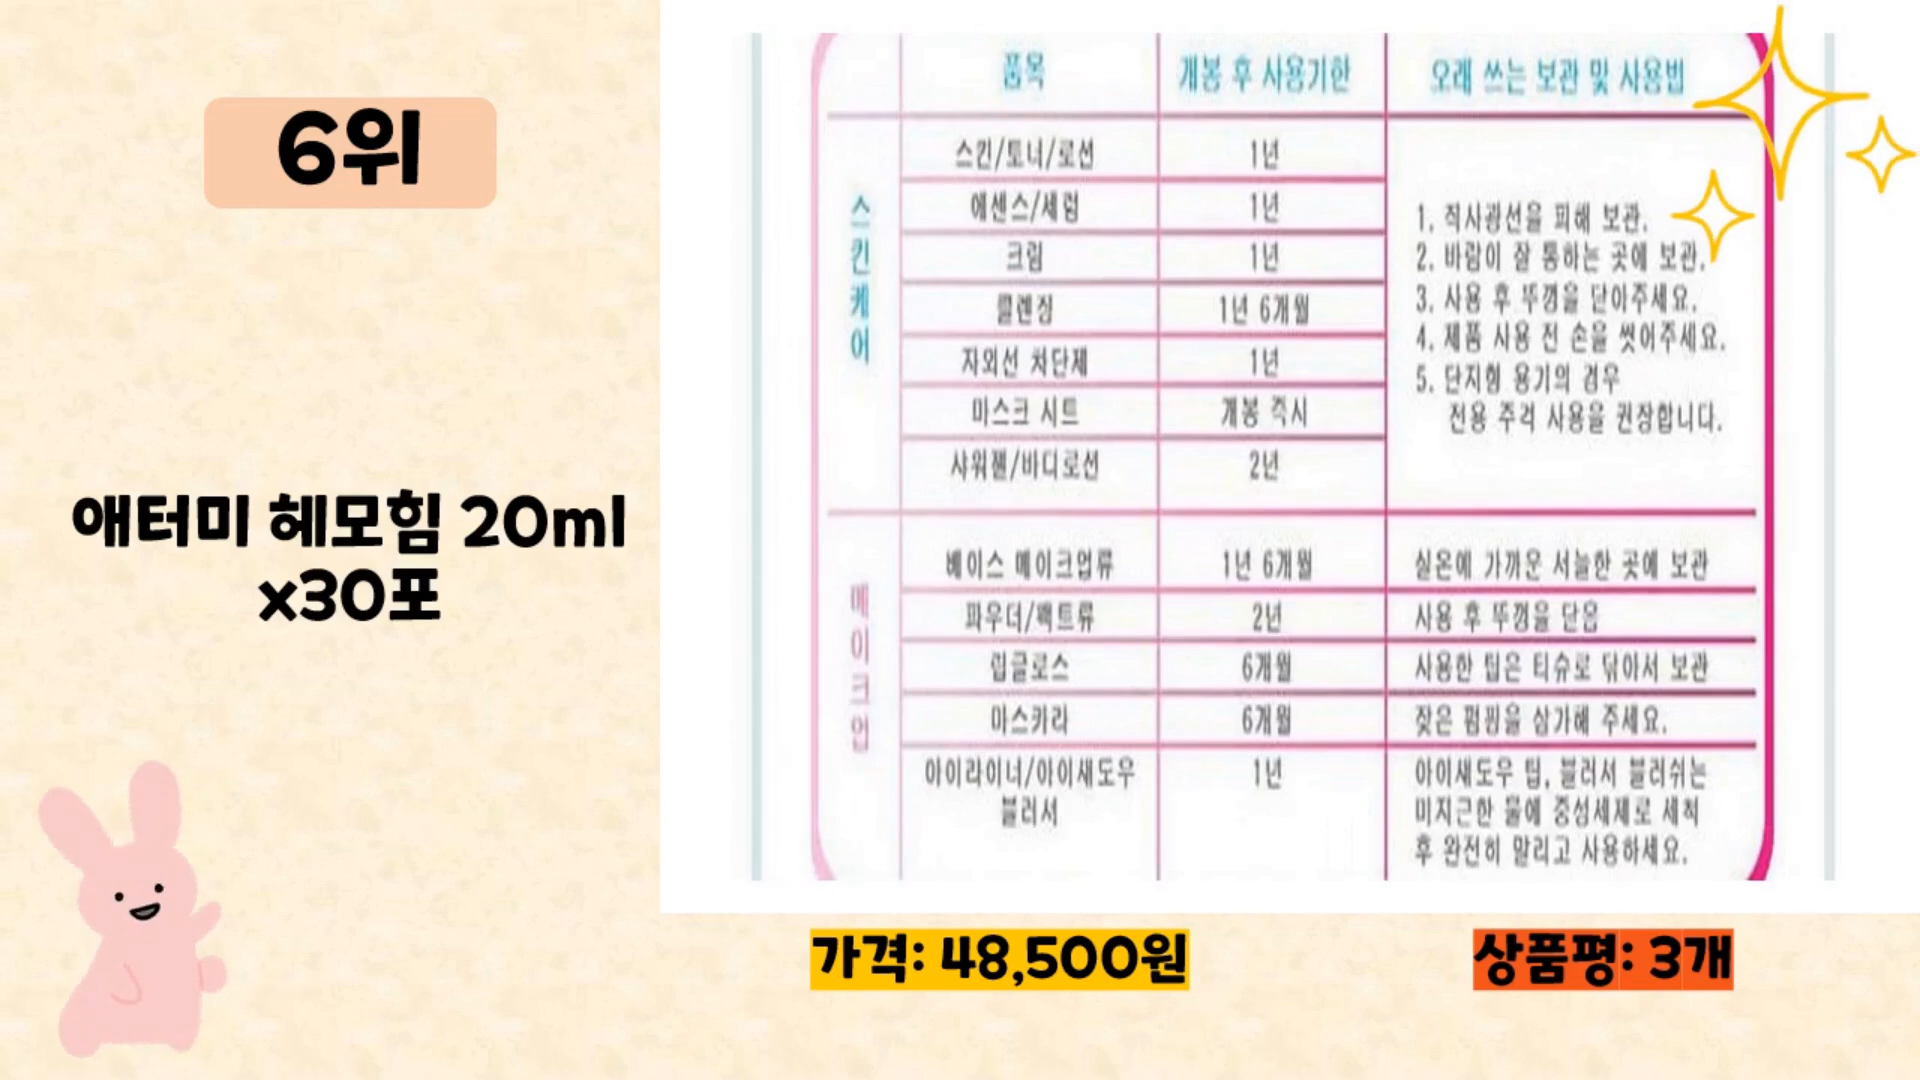 6위
애터미 헤모힘 20ml
x30포
품목 개봉 후 사용기한 오래 쓰는 보관 및 사용법
스킨케어
스킨/토너/로션 1년
에센스/세럼 1년
크림 1년
클렌징 1년 6개월
자외선 차단제 1년
마스크 시트 개봉 즉시
샤워젤/바디로션 2년
1. 직사광선을 피해 보관.
2. 바람이 잘 통하는 곳에 보관.
3. 사용 후 뚜껑을 닫아주세요.
4. 제품 사용 전 손을 씻어주세요.
5. 단지형 용기의 경우
전용 주걱 사용을 권장합니다.
메이크업
베이스 메이크업류 1년 6개월 실온에 가까운 서늘한 곳에 보관
파우더/팩트류 2년 사용 후 뚜껑을 닫음
립글로스 6개월 사용한 팁은 티슈로 닦아서 보관
마스카라 6개월 잦은 펌핑을 삼가해 주세요.
아이라이너/아이섀도우 1년 아이섀도우 팁, 블러셔 블러쉬는
블러셔 미지근한 물에 중성세제로 세척
후 완전히 말리고 사용하세요.
가격: 48,500원
상품평: 3개